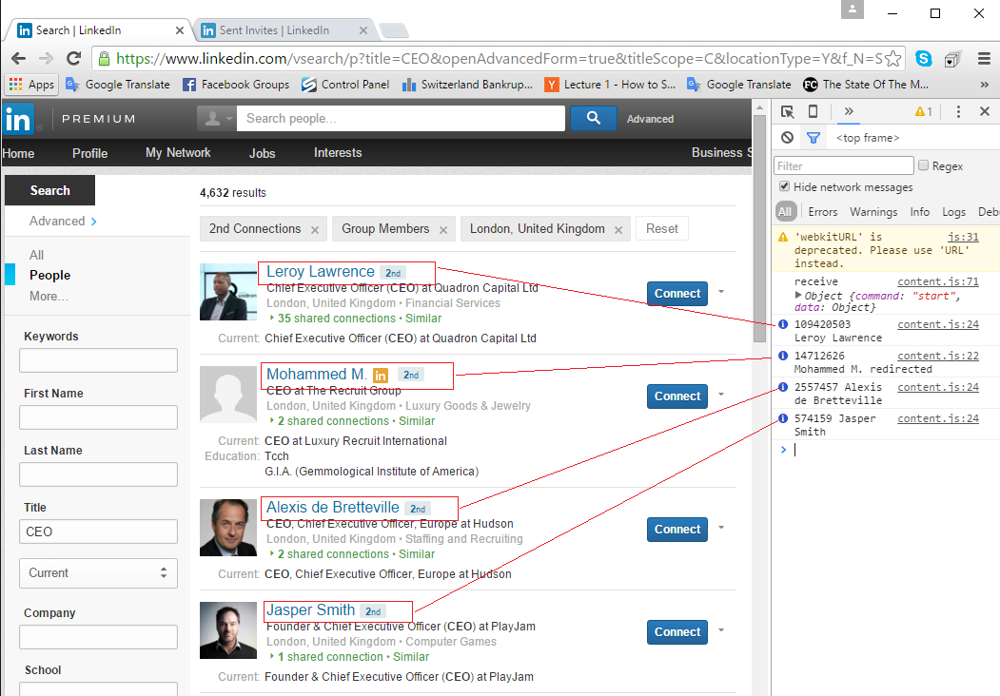 Search | LinkedIn
Sent Invites | LinkedIn
https://www.linkedin.com/vsearch/p?title=CEO&openAdvancedForm=true&titleScope=C&locationType=Y&f_N=S
Apps
Google Translate
Facebook Groups
Control Panel
Switzerland Bankrup...
Lecture 1 - How to S...
Google Translate
The State Of The M...
in PREMIUM
Search people...
Advanced
Home
Profile
My Network
Jobs
Interests
Business S
Search
Advanced
All
People
More...
Keywords
First Name
Last Name
Title
CEO
Current
Company
School
4,632 results
2nd Connections ×
Group Members ×
London, United Kingdom ×
Reset
Leroy Lawrence 2nd
Chief Executive Officer (CEO) at Quadron Capital Ltd
London, United Kingdom • Financial Services
35 shared connections • Similar
Current: Chief Executive Officer (CEO) at Quadron Capital Ltd
Connect
Mohammed M. in 2nd
CEO at The Recruit Group
London, United Kingdom • Luxury Goods & Jewelry
2 shared connections • Similar
Current: CEO at Luxury Recruit International
Education: Tcch
G.I.A. (Gemmological Institute of America)
Connect
Alexis de Bretteville 2nd
CEO, Chief Executive Officer, Europe at Hudson
London, United Kingdom • Staffing and Recruiting
2 shared connections • Similar
Current: CEO, Chief Executive Officer, Europe at Hudson
Connect
Jasper Smith 2nd
Founder & Chief Executive Officer (CEO) at PlayJam
London, United Kingdom • Computer Games
1 shared connection • Similar
Current: Founder & Chief Executive Officer (CEO) at PlayJam
Connect
1
<top frame>
Filter
Regex
Hide network messages
All Errors Warnings Info Logs Deb
'webkitURL' is js:31
deprecated. Please use 'URL'
instead.
receive content.js:71
Object {command: "start",
data: Object}
109420503 content.js:24
Leroy Lawrence
14712626 content.js:22
Mohammed M. redirected
2557457 Alexis content.js:24
de Bretteville
574159 Jasper content.js:24
Smith